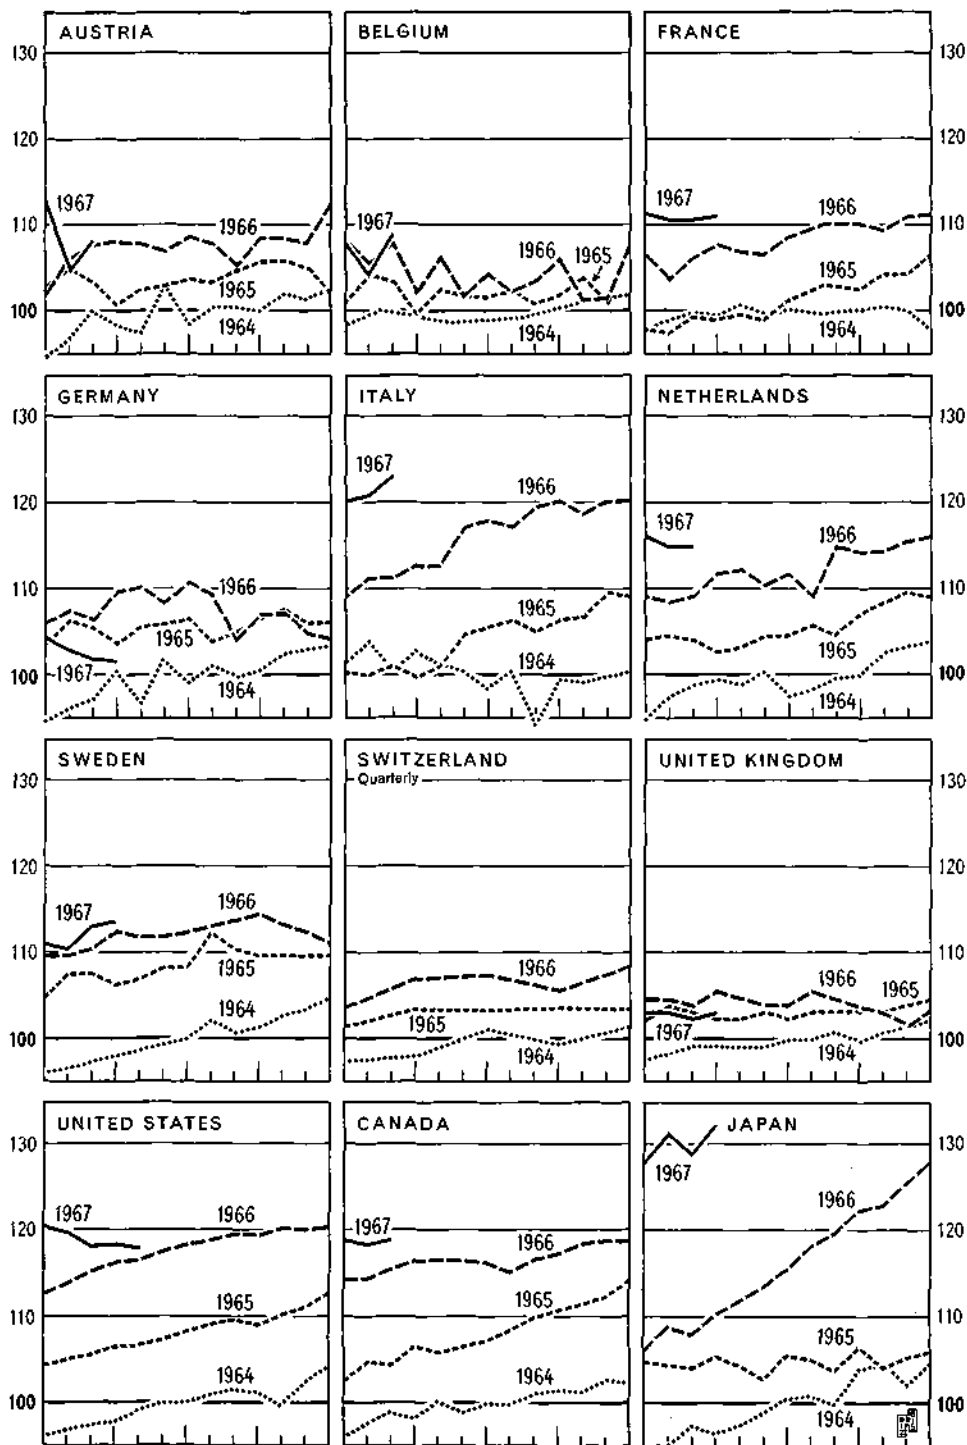 AUSTRIA BELGIUM FRANCE
130 130
120 120
1967 1967 1967
110 1966 1966 1965 1966 110
1965 1965
100 1964 1964 1964 100
GERMANY ITALY NETHERLANDS
130 130
1967
120 1966 120
1967 1966
110 1966 110
1965 1965 1965
100 1967 1964 1964 1964 100
SWEDEN SWITZERLAND UNITED KINGDOM
Quarterly
130 130
120 120
1967 1966
110 1965 1966 1966 1965 110
1964 1965 1967
100 1964 1964 100
UNITED STATES CANADA JAPAN
130 1967 130
120 1967 1966 1967 1966 1966 120
110 1965 1965 1965 110
100 1964 1964 1964 100